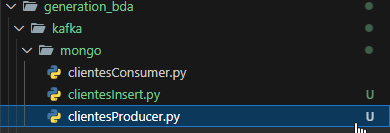 generation_bda
kafka
mongo
clientesConsumer.py
clientesInsert.py U
clientesProducer.py U